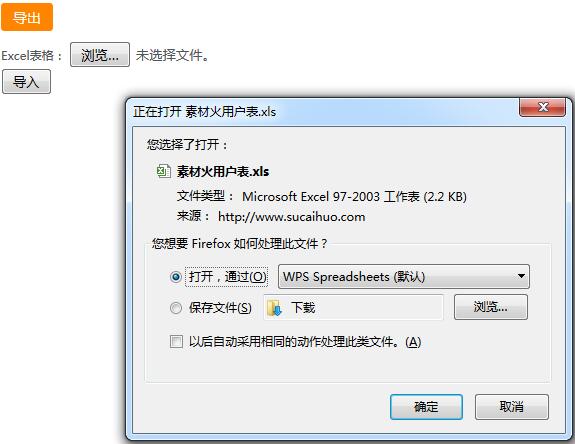 导出
Excel表格： 浏览... 未选择文件。
导入
正在打开 素材火用户表.xls
您选择了打开：
素材火用户表.xls
文件类型： Microsoft Excel 97-2003 工作表 (2.2 KB)
来源： http://www.sucaihuo.com
您想要 Firefox 如何处理此文件？
打开，通过(O) WPS Spreadsheets (默认)
保存文件(S) 下载 浏览...
以后自动采用相同的动作处理此类文件。(A)
确定 取消